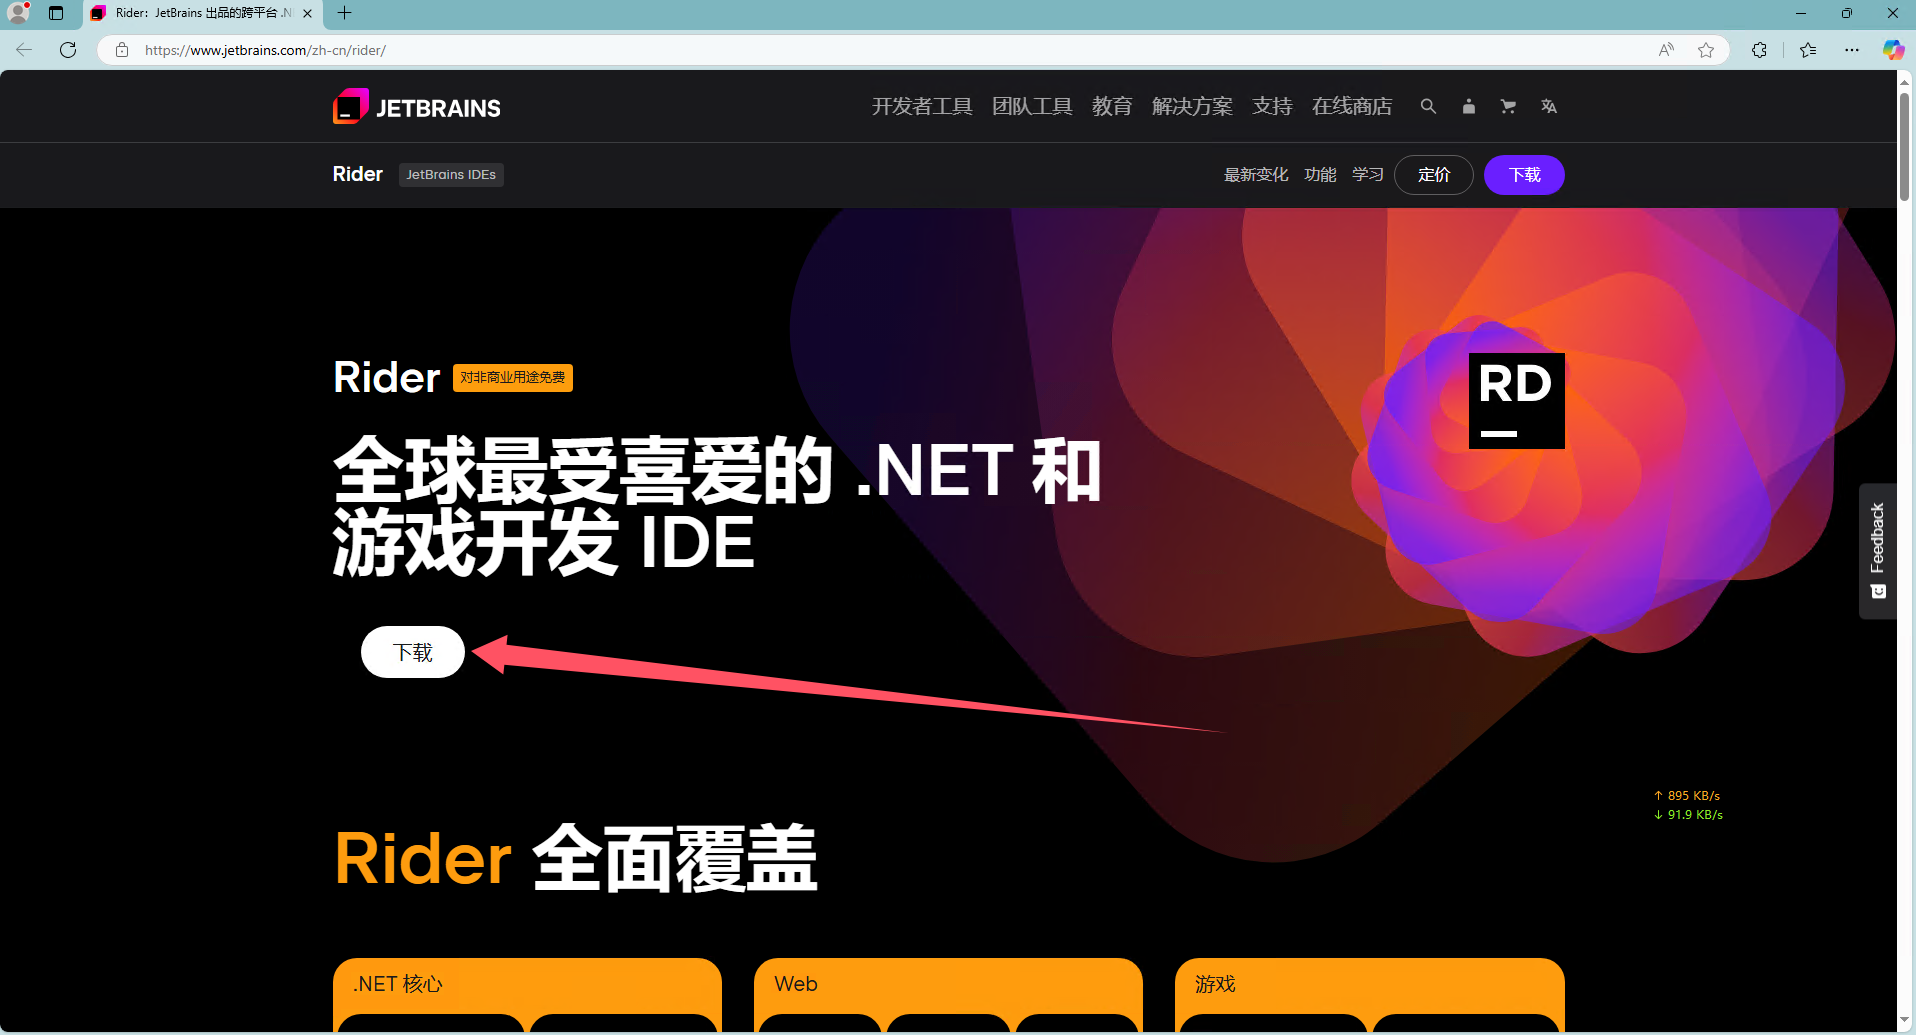 Rider：JetBrains 出品的跨平台 .N
https://www.jetbrains.com/zh-cn/rider/
JETBRAINS
开发者工具 团队工具 教育 解决方案 支持 在线商店
Rider JetBrains IDEs
最新变化 功能 学习 定价 下载
Rider 对非商业用途免费
RD
全球最受喜爱的 .NET 和
游戏开发 IDE
Feedback
下载
↑ 895 KB/s
↓ 91.9 KB/s
Rider 全面覆盖
.NET 核心
Web
游戏